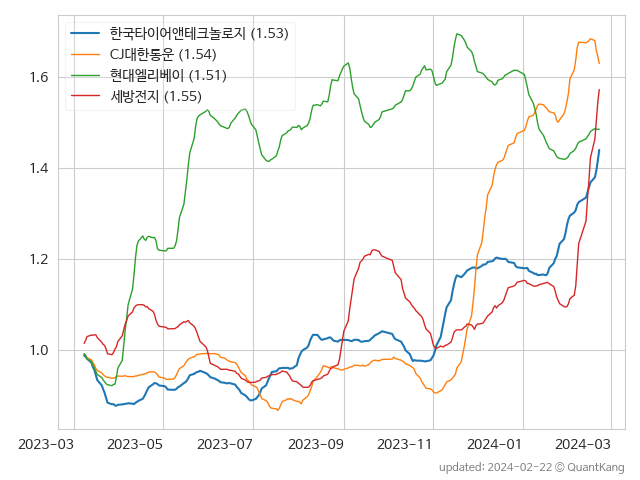 한국타이어앤테크놀로지 (1.53)
CJ대한통운 (1.54)
현대엘리베이 (1.51)
세방전지 (1.55)
1.6
1.4
1.2
1.0
2023-03 2023-05 2023-07 2023-09 2023-11 2024-01 2024-03
updated: 2024-02-22 © QuantKang